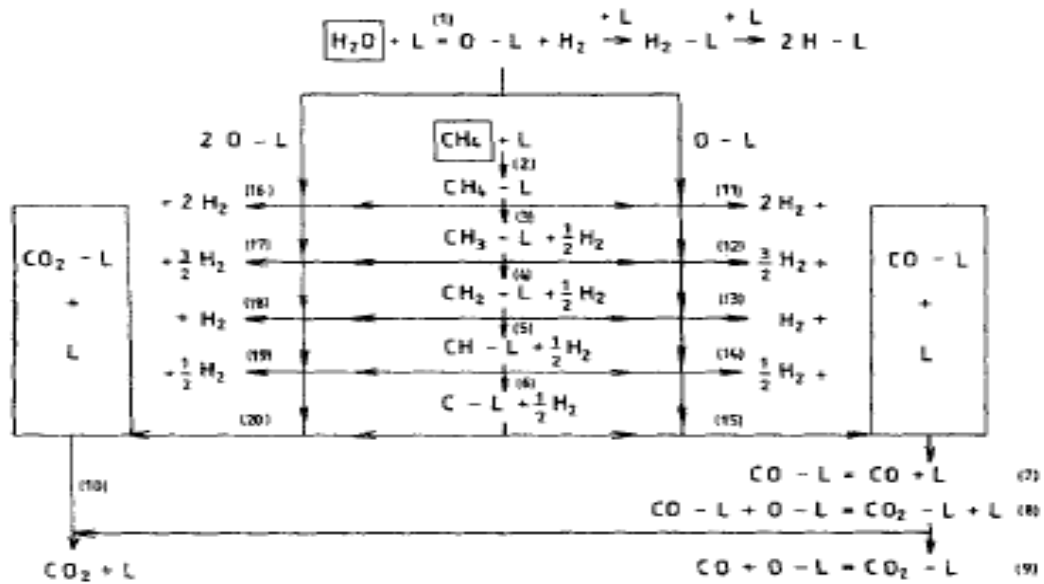 + L + L
H₂O + L = (1) O - L + H₂ → H₂ - L → 2 H - L
2 O - L CH₄ + L O - L
(2)
(16) CH₄ - L (11)
+ 2 H₂ 2 H₂ +
(3)
CO₂ - L (17) CH₃ - L + ½ H₂ (12) CO - L
+ 3/2 H₂ 3/2 H₂ +
(4)
+ (18) CH₂ - L + ½ H₂ (13) +
+ H₂ H₂ +
(5)
L (19) CH - L + ½ H₂ (14) L
+ ½ H₂ ½ H₂ +
(6)
C - L + ½ H₂
(20) (15)
CO - L = CO + L (7)
(10)
CO - L + O - L = CO₂ - L + L (8)
CO₂ + L CO + O - L = CO₂ - L (9)